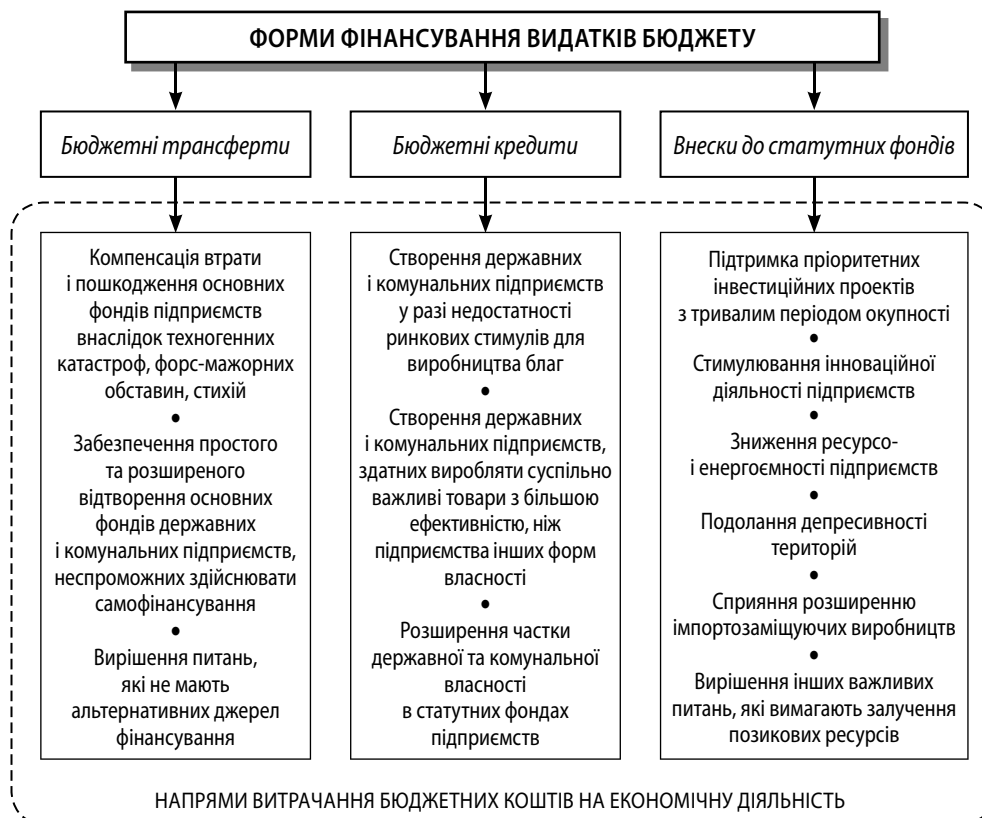 ФОРМИ ФІНАНСУВАННЯ ВИДАТКІВ БЮДЖЕТУ
Бюджетні трансферти
Бюджетні кредити
Внески до статутних фондів
Компенсація втрати
і пошкодження основних
фондів підприємств
внаслідок техногенних
катастроф, форс-мажорних
обставин, стихій
•
Забезпечення простого
та розширеного
відтворення основних
фондів державних
і комунальних підприємств,
неспроможних здійснювати
самофінансування
•
Вирішення питань,
які не мають
альтернативних джерел
фінансування
Створення державних
і комунальних підприємств
у разі недостатності
ринкових стимулів для
виробництва благ
•
Створення державних
і комунальних підприємств,
здатних виробляти суспільно
важливі товари з більшою
ефективністю, ніж
підприємства інших форм
власності
•
Розширення частки
державної та комунальної
власності
в статутних фондах
підприємств
Підтримка пріоритетних
інвестиційних проектів
з тривалим періодом окупності
•
Стимулювання інноваційної
діяльності підприємств
•
Зниження ресурсо-
і енергоємності підприємств
•
Подолання депресивності
територій
•
Сприяння розширенню
імпортозаміщуючих виробництв
•
Вирішення інших важливих
питань, які вимагають залучення
позикових ресурсів
НАПРЯМИ ВИТРАЧАННЯ БЮДЖЕТНИХ КОШТІВ НА ЕКОНОМІЧНУ ДІЯЛЬНІСТЬ